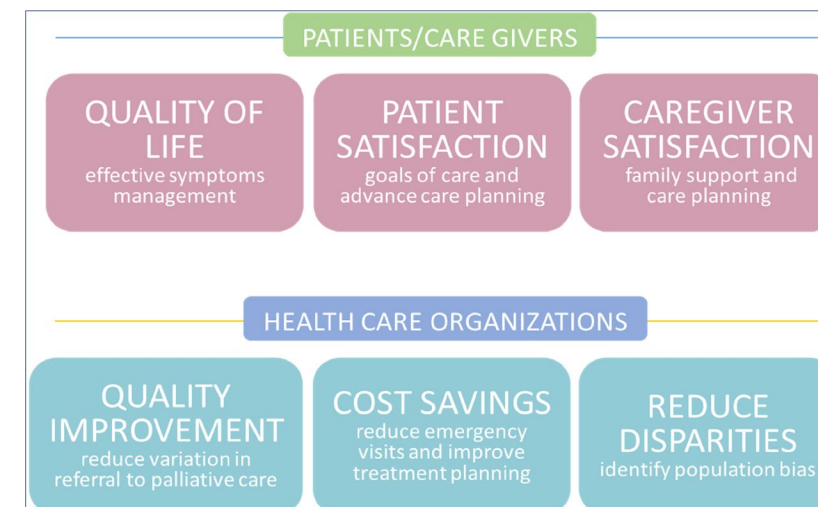 PATIENTS/CARE GIVERS
QUALITY OF
LIFE
effective symptoms
management
PATIENT
SATISFACTION
goals of care and
advance care planning
CAREGIVER
SATISFACTION
family support and
care planning
HEALTH CARE ORGANIZATIONS
QUALITY
IMPROVEMENT
reduce variation in
referral to palliative care
COST SAVINGS
reduce emergency
visits and improve
treatment planning
REDUCE
DISPARITIES
identify population bias